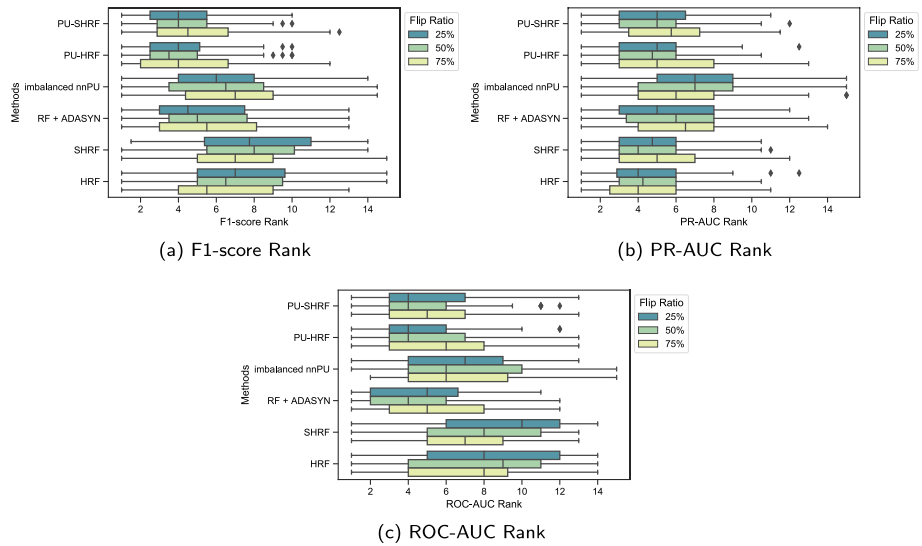 PU-SHRF
PU-HRF
imbalanced nnPU
RF + ADASYN
SHRF
HRF
Methods
2 4 6 8 10 12 14
F1-score Rank
Flip Ratio
25%
50%
75%
(a) F1-score Rank
PU-SHRF
PU-HRF
imbalanced nnPU
RF + ADASYN
SHRF
HRF
Methods
2 4 6 8 10 12 14
PR-AUC Rank
Flip Ratio
25%
50%
75%
(b) PR-AUC Rank
PU-SHRF
PU-HRF
imbalanced nnPU
RF + ADASYN
SHRF
HRF
Methods
2 4 6 8 10 12 14
ROC-AUC Rank
Flip Ratio
25%
50%
75%
(c) ROC-AUC Rank